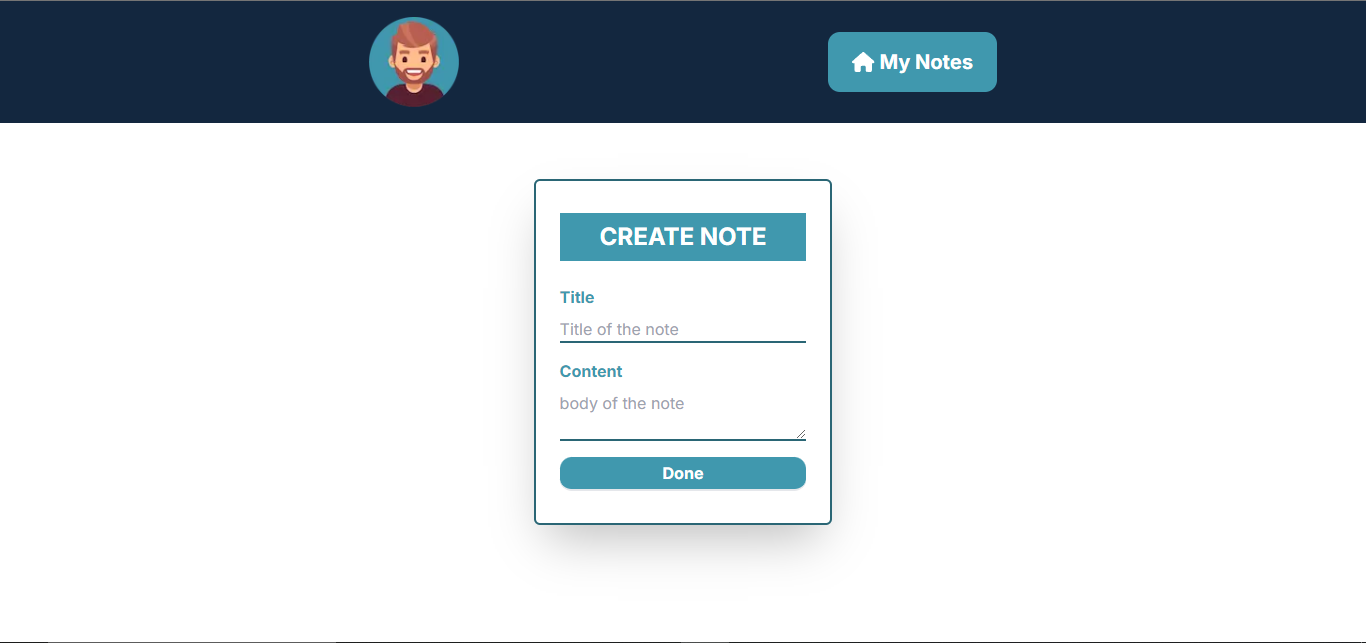 My Notes
CREATE NOTE
Title
Title of the note
Content
body of the note
Done